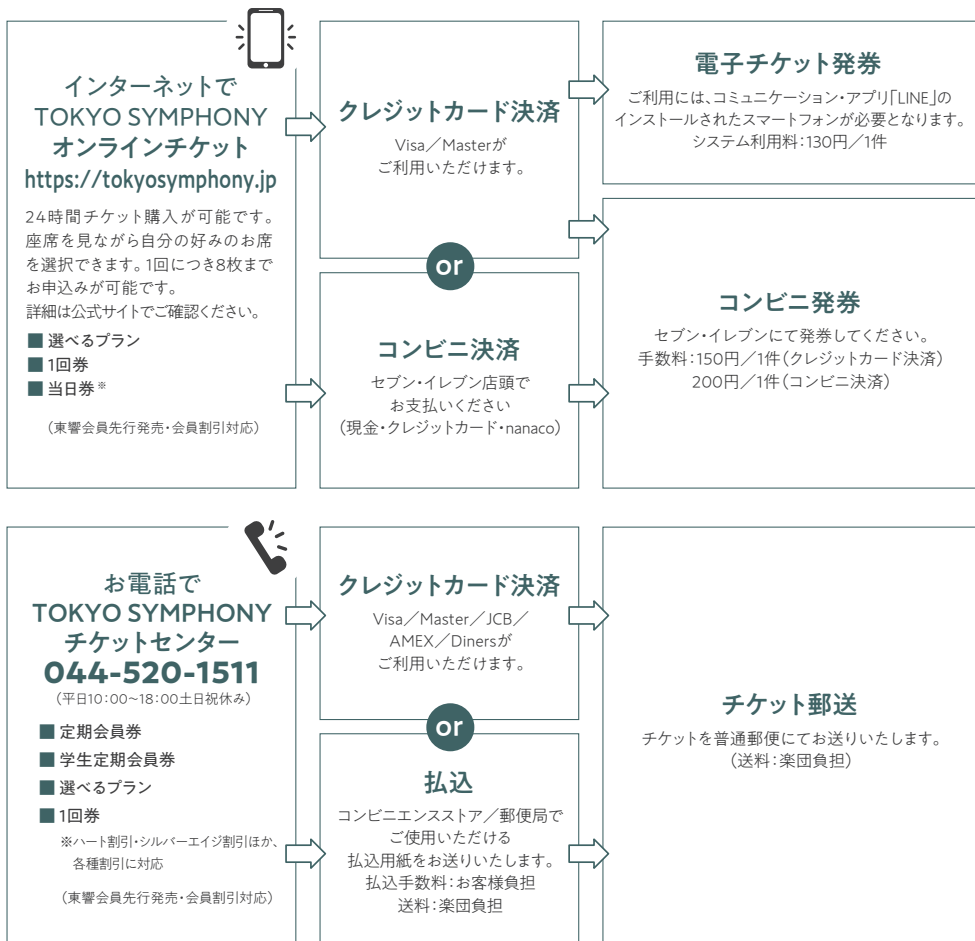 インターネットで
TOKYO SYMPHONY
オンラインチケット
https://tokyosymphony.jp
24時間チケット購入が可能です。
座席を見ながら自分の好みのお席
を選択できます。1回につき8枚まで
お申込みが可能です。
詳細は公式サイトでご確認ください。
■ 選べるプラン
■ 1回券
■ 当日券※
（東響会員先行発売・会員割引対応）
クレジットカード決済
Visa／Masterが
ご利用いただけます。
or
コンビニ決済
セブン・イレブン店頭で
お支払いください
（現金・クレジットカード・nanaco）
電子チケット発券
ご利用には、コミュニケーション・アプリ「LINE」の
インストールされたスマートフォンが必要となります。
システム利用料：130円／1件
コンビニ発券
セブン・イレブンにて発券してください。
手数料：150円／1件（クレジットカード決済）
200円／1件（コンビニ決済）
お電話で
TOKYO SYMPHONY
チケットセンター
044-520-1511
（平日10：00~18：00土日祝休み）
■ 定期会員券
■ 学生定期会員券
■ 選べるプラン
■ 1回券
※ハート割引・シルバーエイジ割引ほか、
各種割引に対応
（東響会員先行発売・会員割引対応）
クレジットカード決済
Visa／Master／JCB／
AMEX／Dinersが
ご利用いただけます。
or
払込
コンビニエンスストア／郵便局で
ご使用いただける
払込用紙をお送りいたします。
払込手数料：お客様負担
送料：楽団負担
チケット郵送
チケットを普通郵便にてお送りいたします。
（送料：楽団負担）